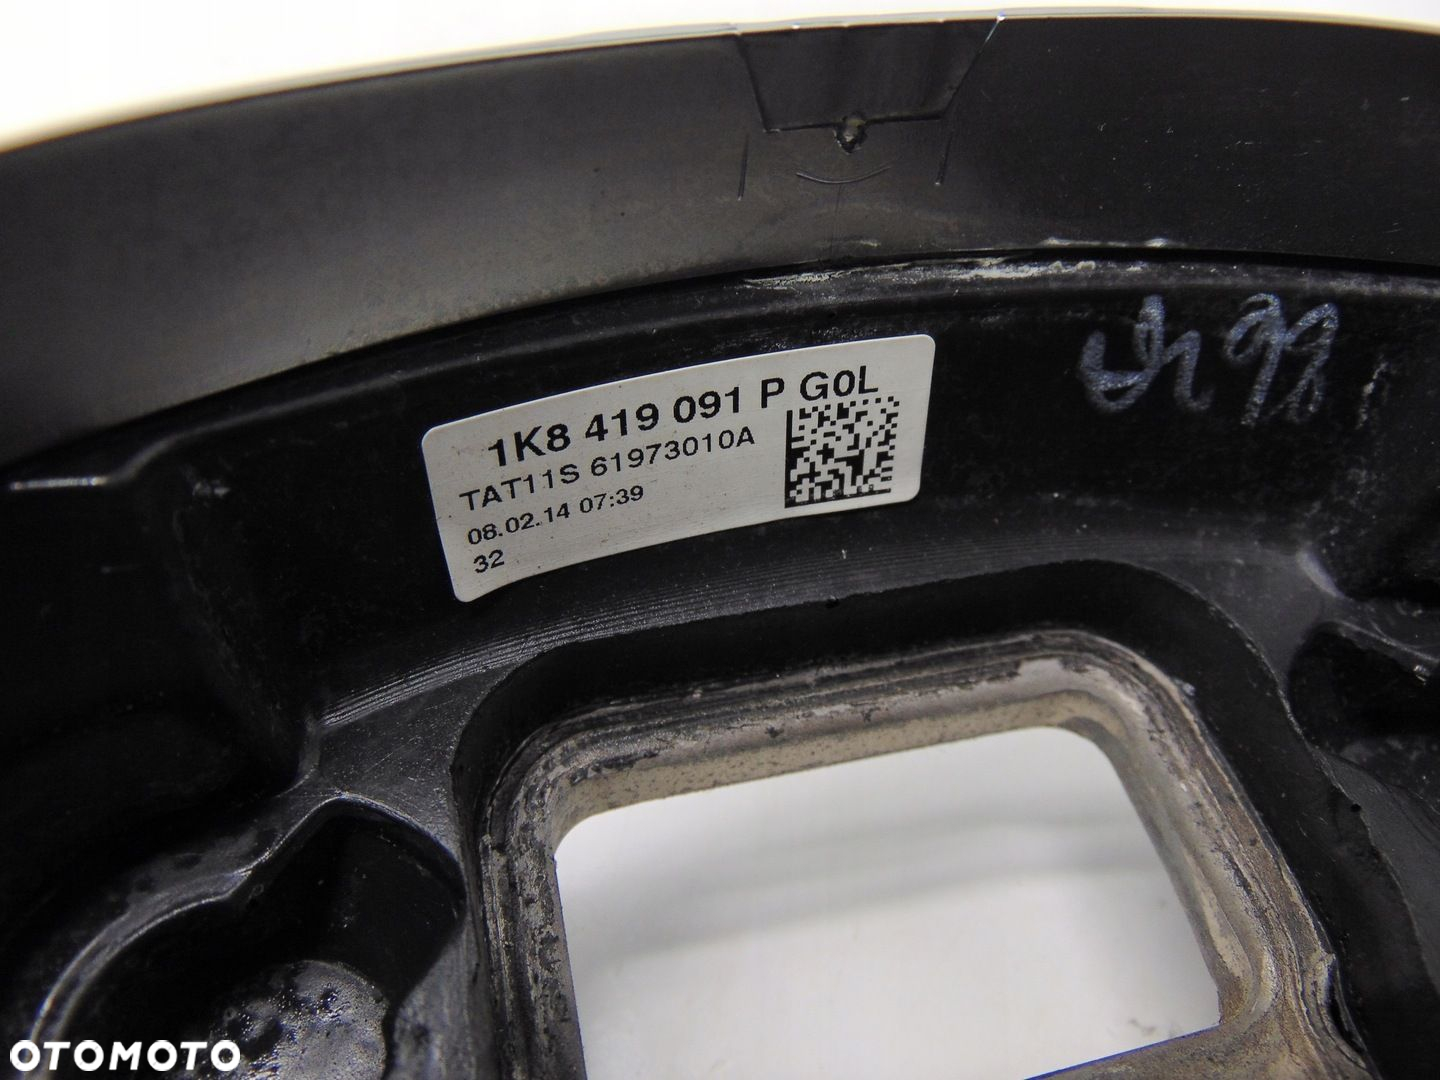 1K8 419 091 P G0L
TAT11S 61973010A
08.02.14 07:39
32
OTOMOTO